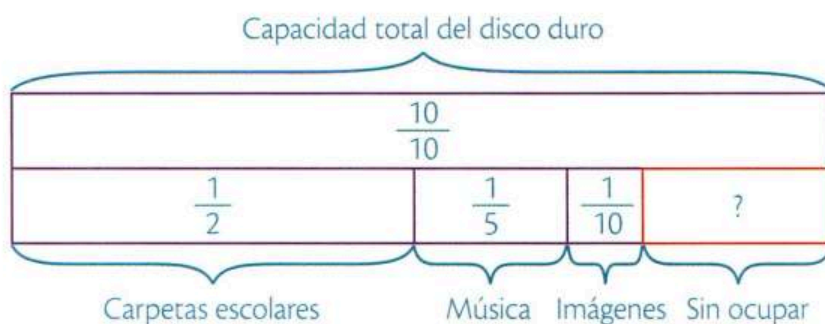 Capacidad total del disco duro
10/10
1/2 1/5 1/10 ?
Carpetas escolares Música Imágenes Sin ocupar